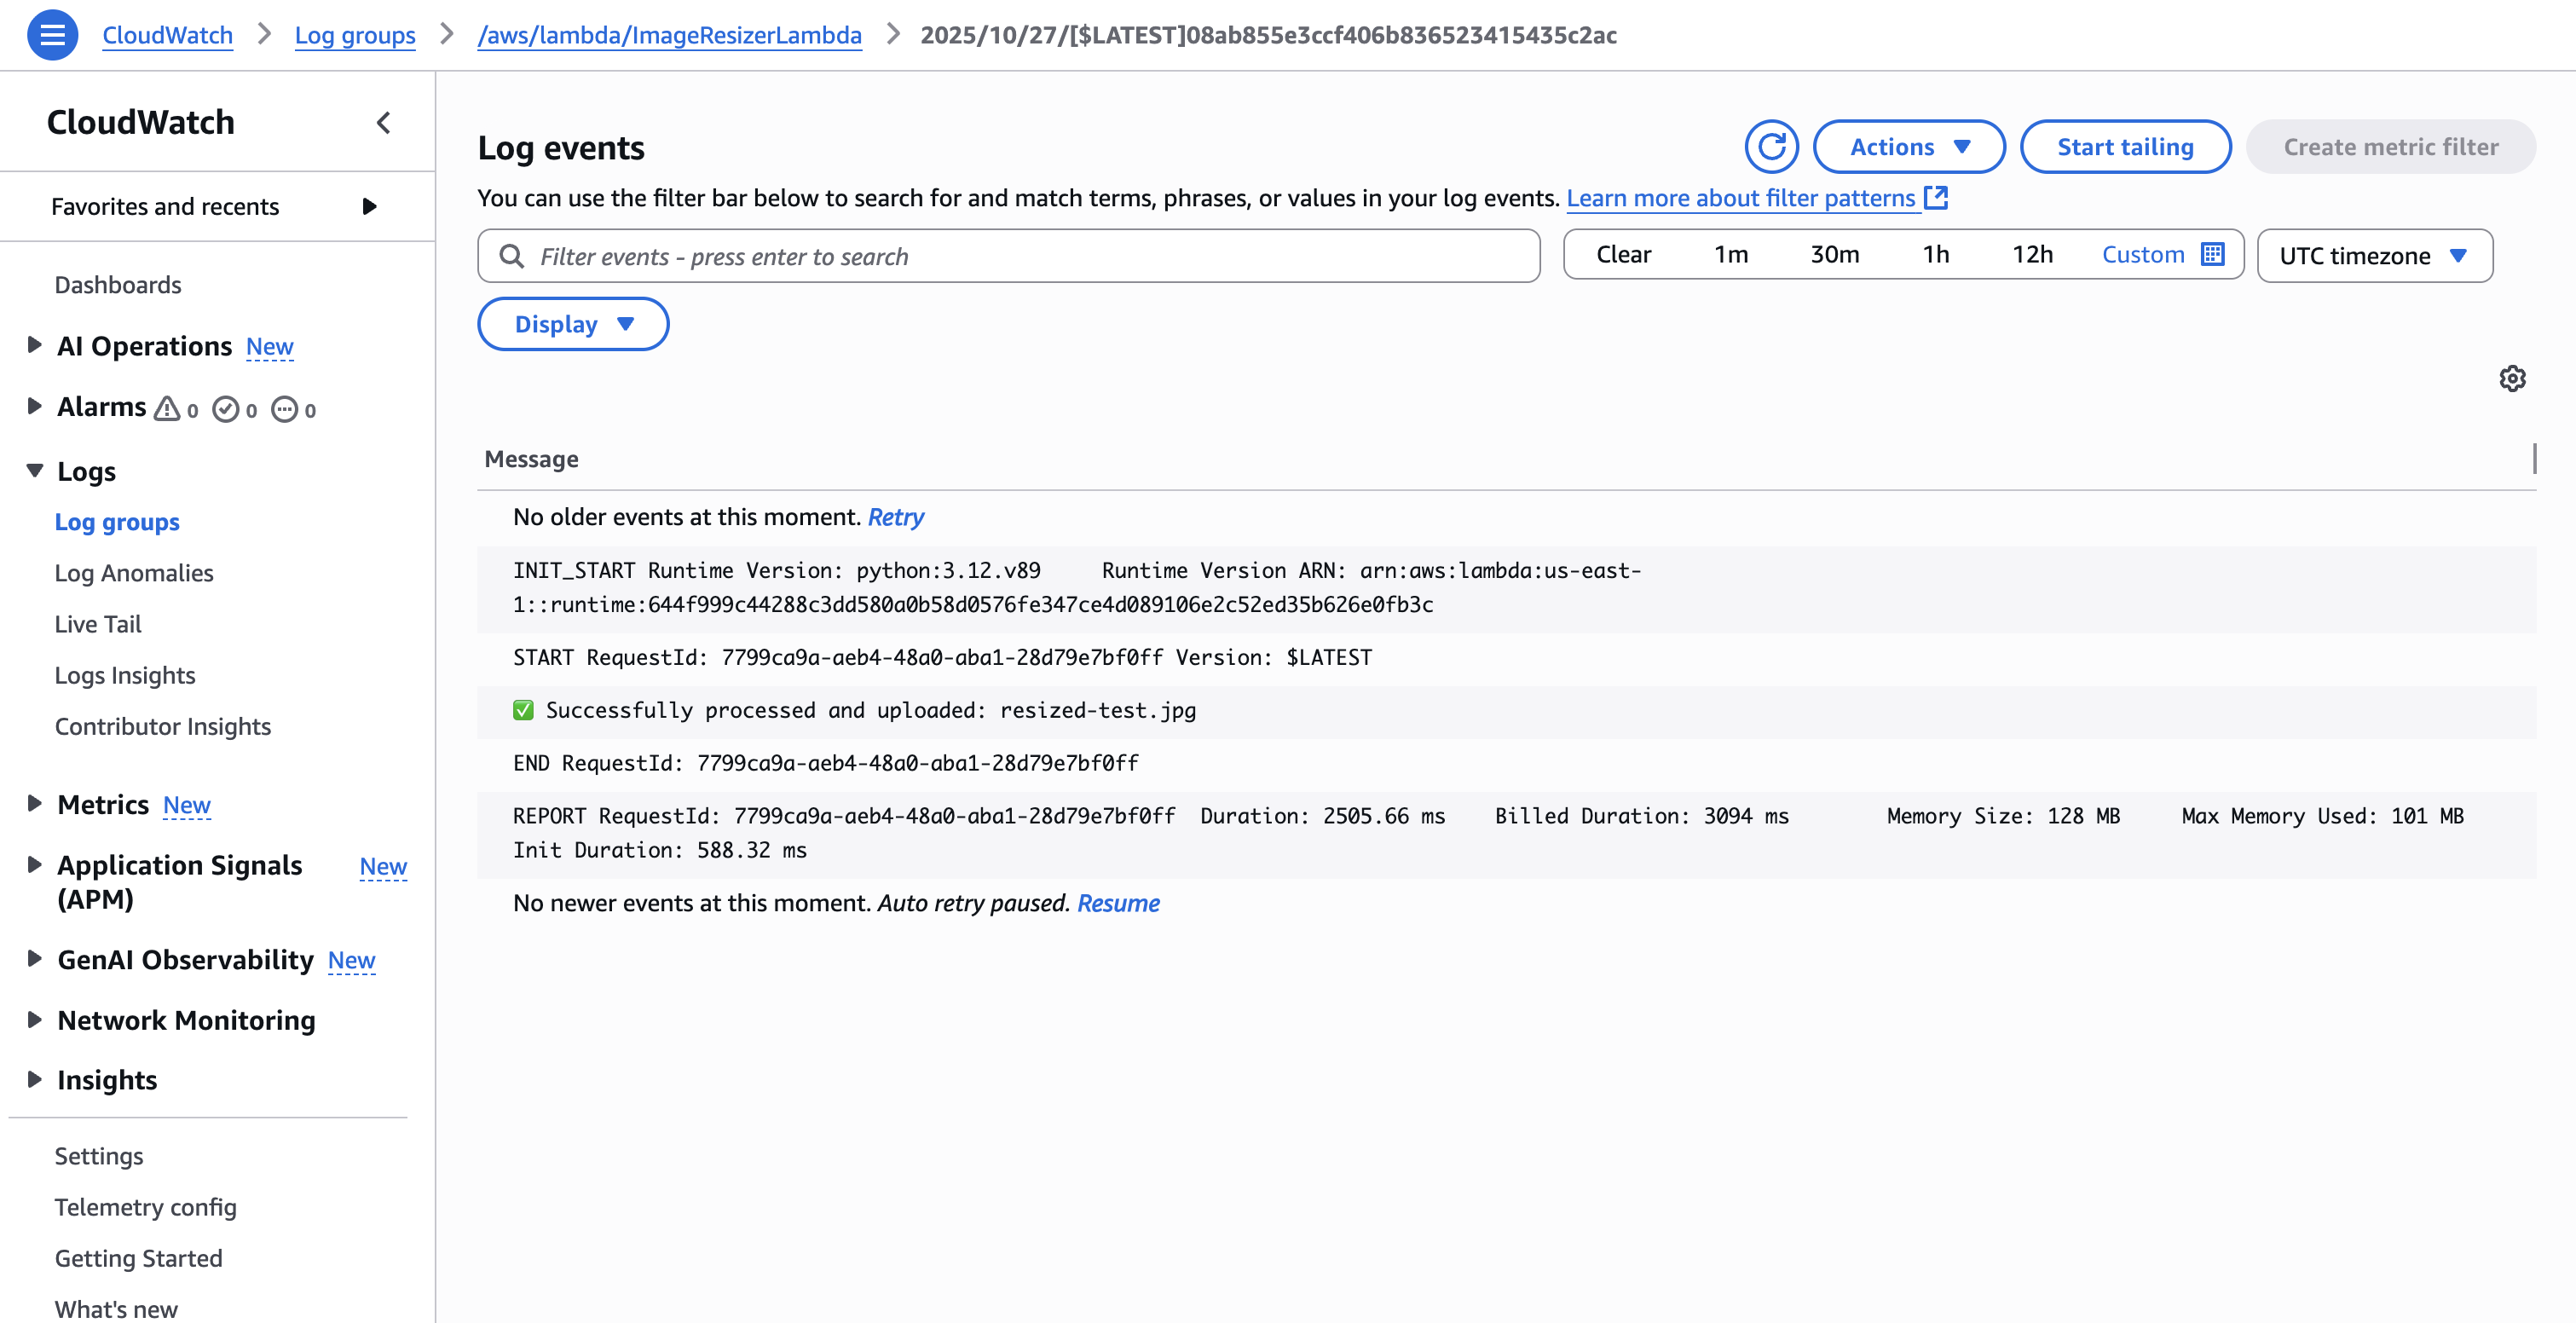 CloudWatch > Log groups > /aws/lambda/ImageResizerLambda > 2025/10/27/[$LATEST]08ab855e3ccf406b836523415435c2ac
CloudWatch
Favorites and recents
Dashboards
AI Operations New
Alarms 0 0 0
Logs
Log groups
Log Anomalies
Live Tail
Logs Insights
Contributor Insights
Metrics New
Application Signals New
(APM)
GenAI Observability New
Network Monitoring
Insights
Settings
Telemetry config
Getting Started
What's new
Log events
Actions
Start tailing
Create metric filter
You can use the filter bar below to search for and match terms, phrases, or values in your log events. Learn more about filter patterns
Filter events - press enter to search
Clear 1m 30m 1h 12h Custom
UTC timezone
Display
Message
No older events at this moment. Retry
INIT_START Runtime Version: python:3.12.v89 Runtime Version ARN: arn:aws:lambda:us-east-
1::runtime:644f999c44288c3dd580a0b58d0576fe347ce4d089106e2c52ed35b626e0fb3c
START RequestId: 7799ca9a-aeb4-48a0-aba1-28d79e7bf0ff Version: $LATEST
✅ Successfully processed and uploaded: resized-test.jpg
END RequestId: 7799ca9a-aeb4-48a0-aba1-28d79e7bf0ff
REPORT RequestId: 7799ca9a-aeb4-48a0-aba1-28d79e7bf0ff Duration: 2505.66 ms Billed Duration: 3094 ms Memory Size: 128 MB Max Memory Used: 101 MB
Init Duration: 588.32 ms
No newer events at this moment. Auto retry paused. Resume